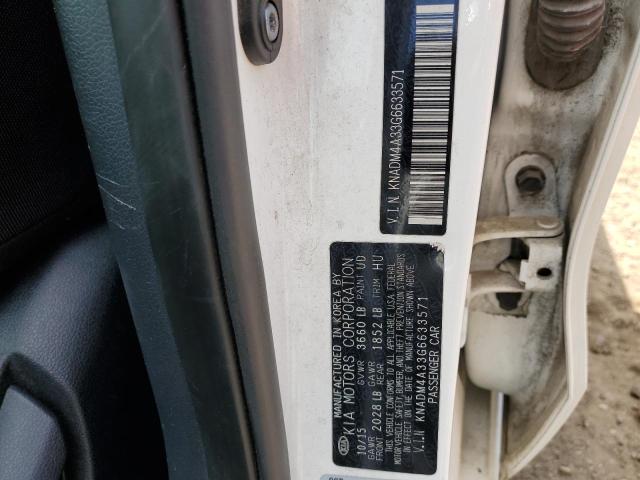 V.I.N KNADM4A33G6633571
MANUFACTURED IN KOREA BY
KIA MOTORS CORPORATION
10/15 GVWR 3660 LB PAINT UD
GAWR FRONT 2028 LB GAWR REAR 1852 LB TRIM HU
THIS VEHICLE CONFORMS TO ALL APPLICABLE U.S.A. FEDERAL
MOTOR VEHICLE SAFETY, BUMPER, AND THEFT PREVENTION STANDARDS
IN EFFECT ON THE DATE OF MANUFACTURE SHOWN ABOVE.
V.I.N KNADM4A33G6633571
PASSENGER CAR